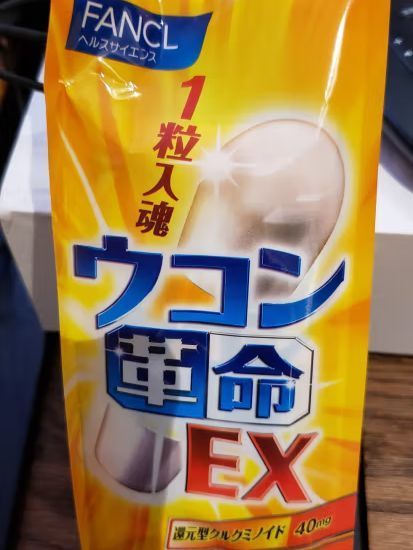 FANCL
ヘルスサイエンス
1粒入魂
ウコン
革命
EX
還元型クルクミノイド 40mg